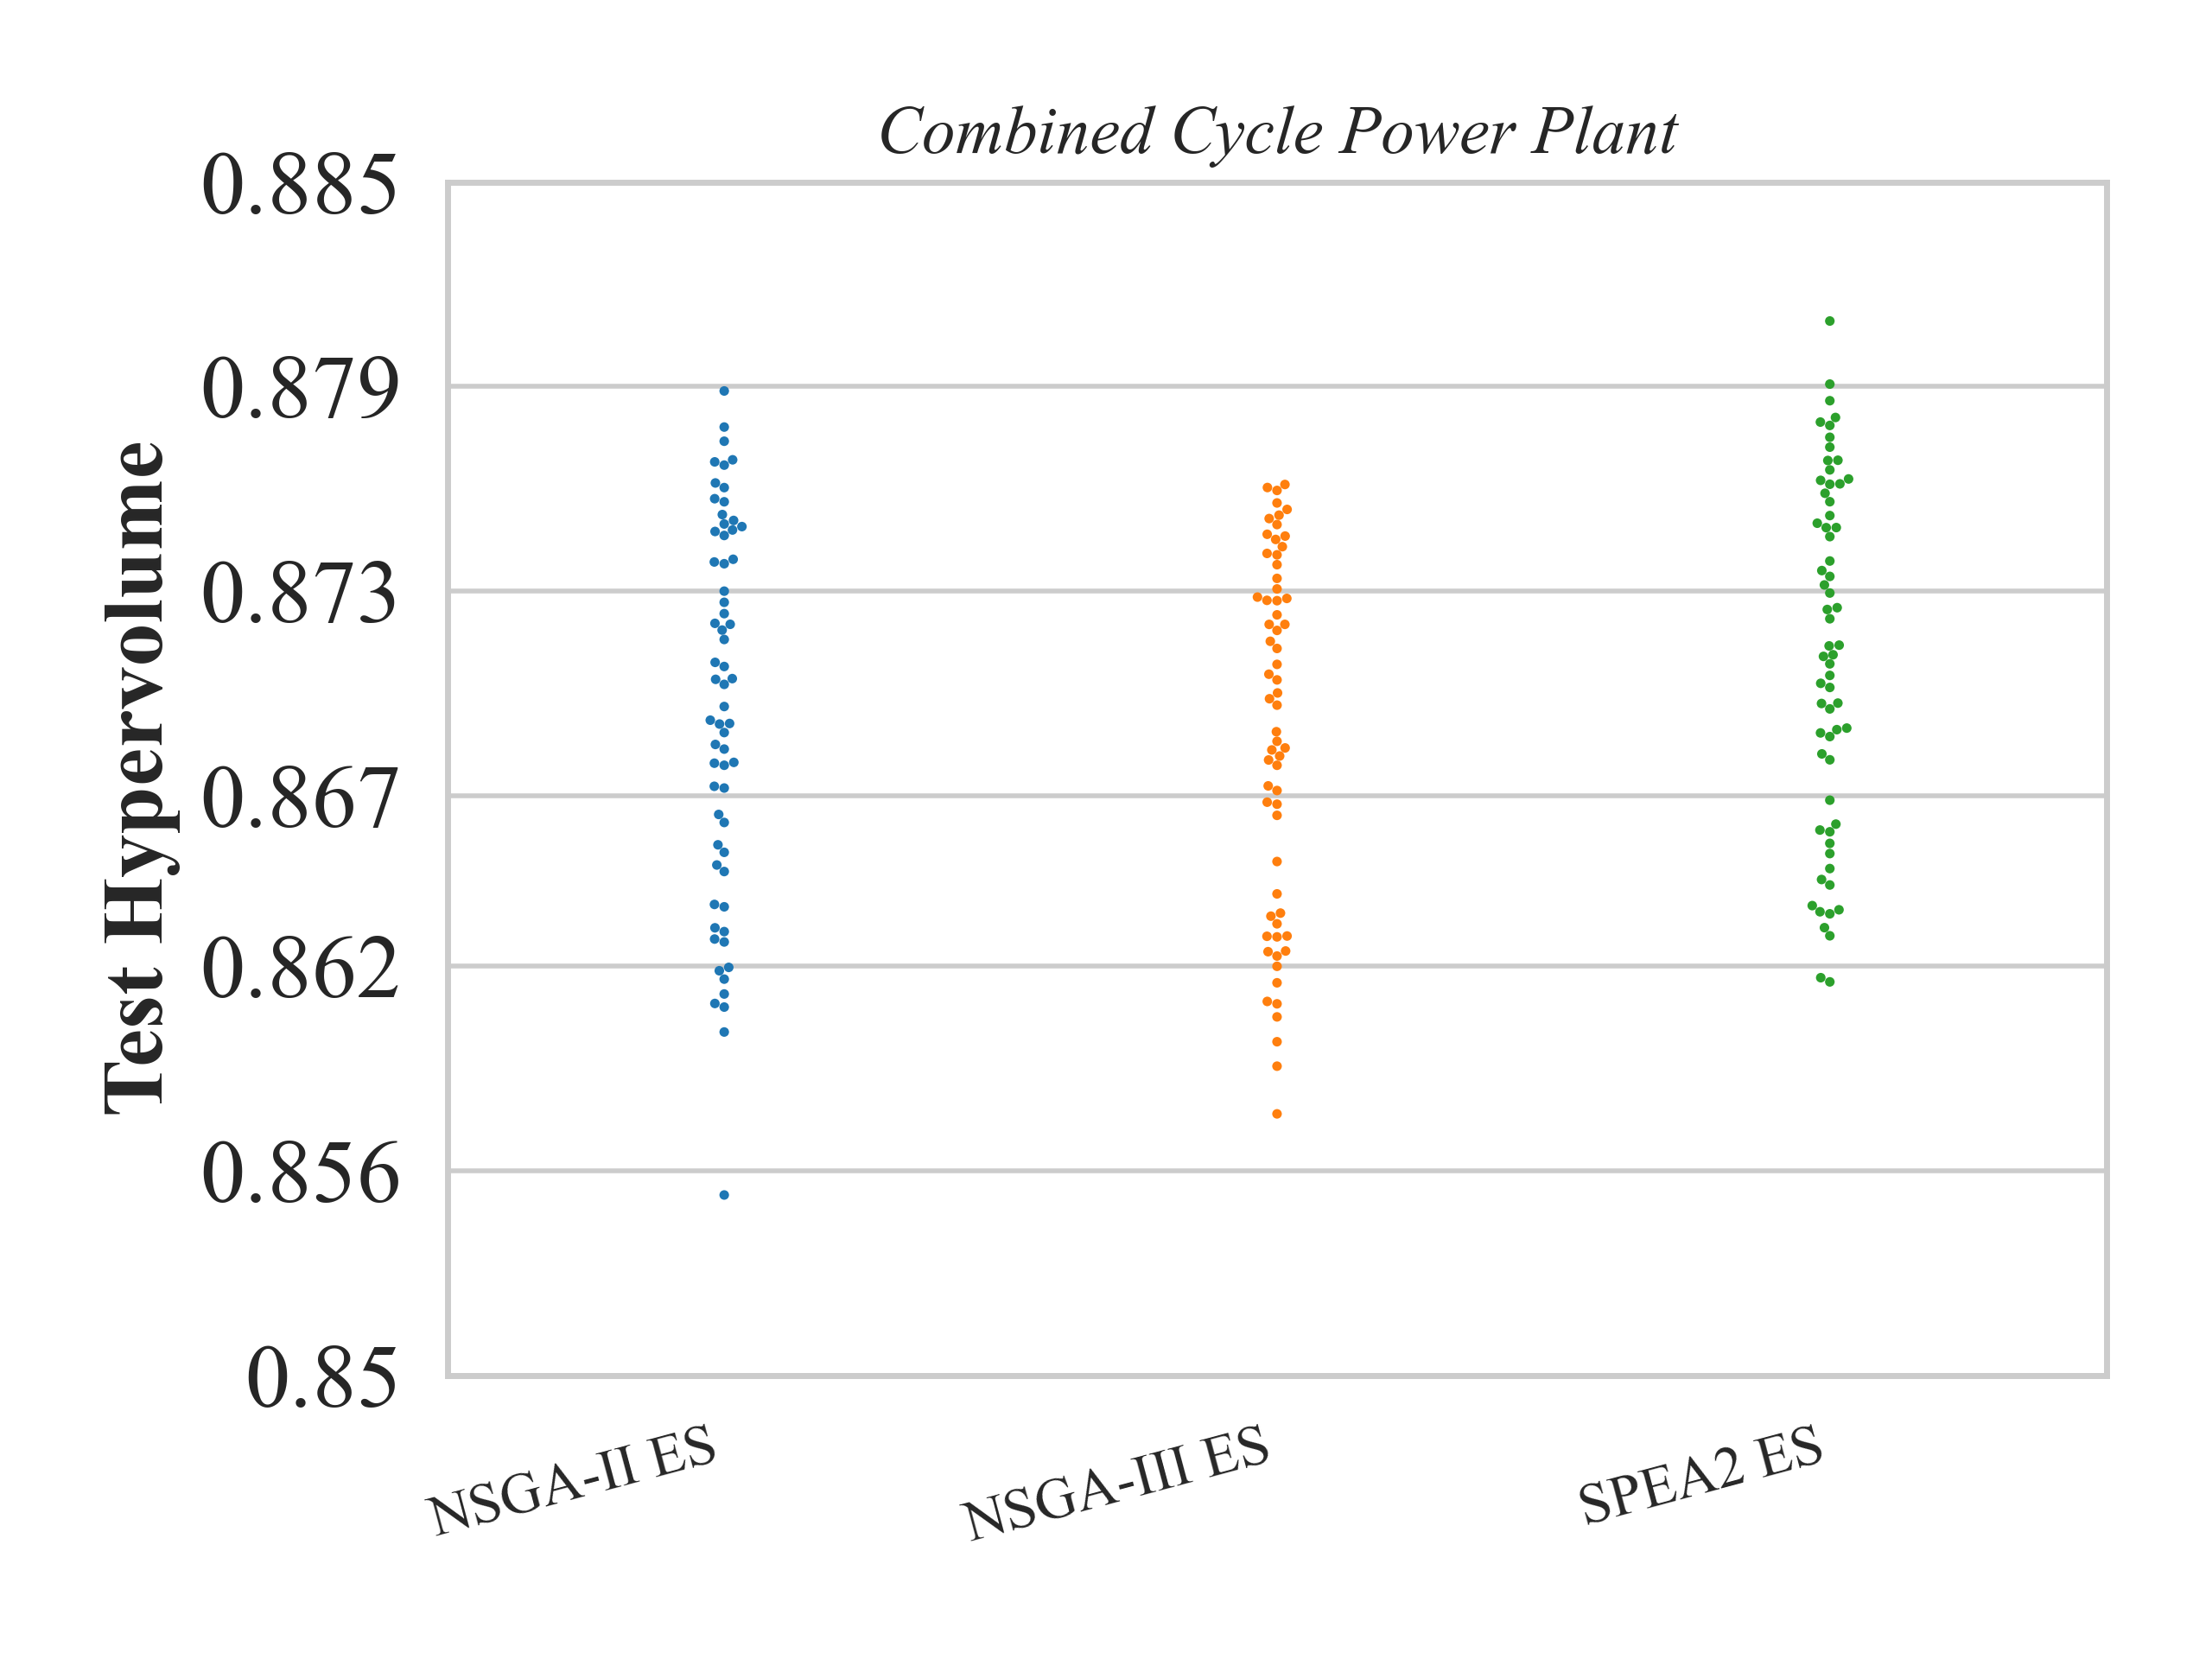 Combined Cycle Power Plant
Test Hypervolume
0.885
0.879
0.873
0.867
0.862
0.856
0.85
NSGA-II ES
NSGA-III ES
SPEA2 ES